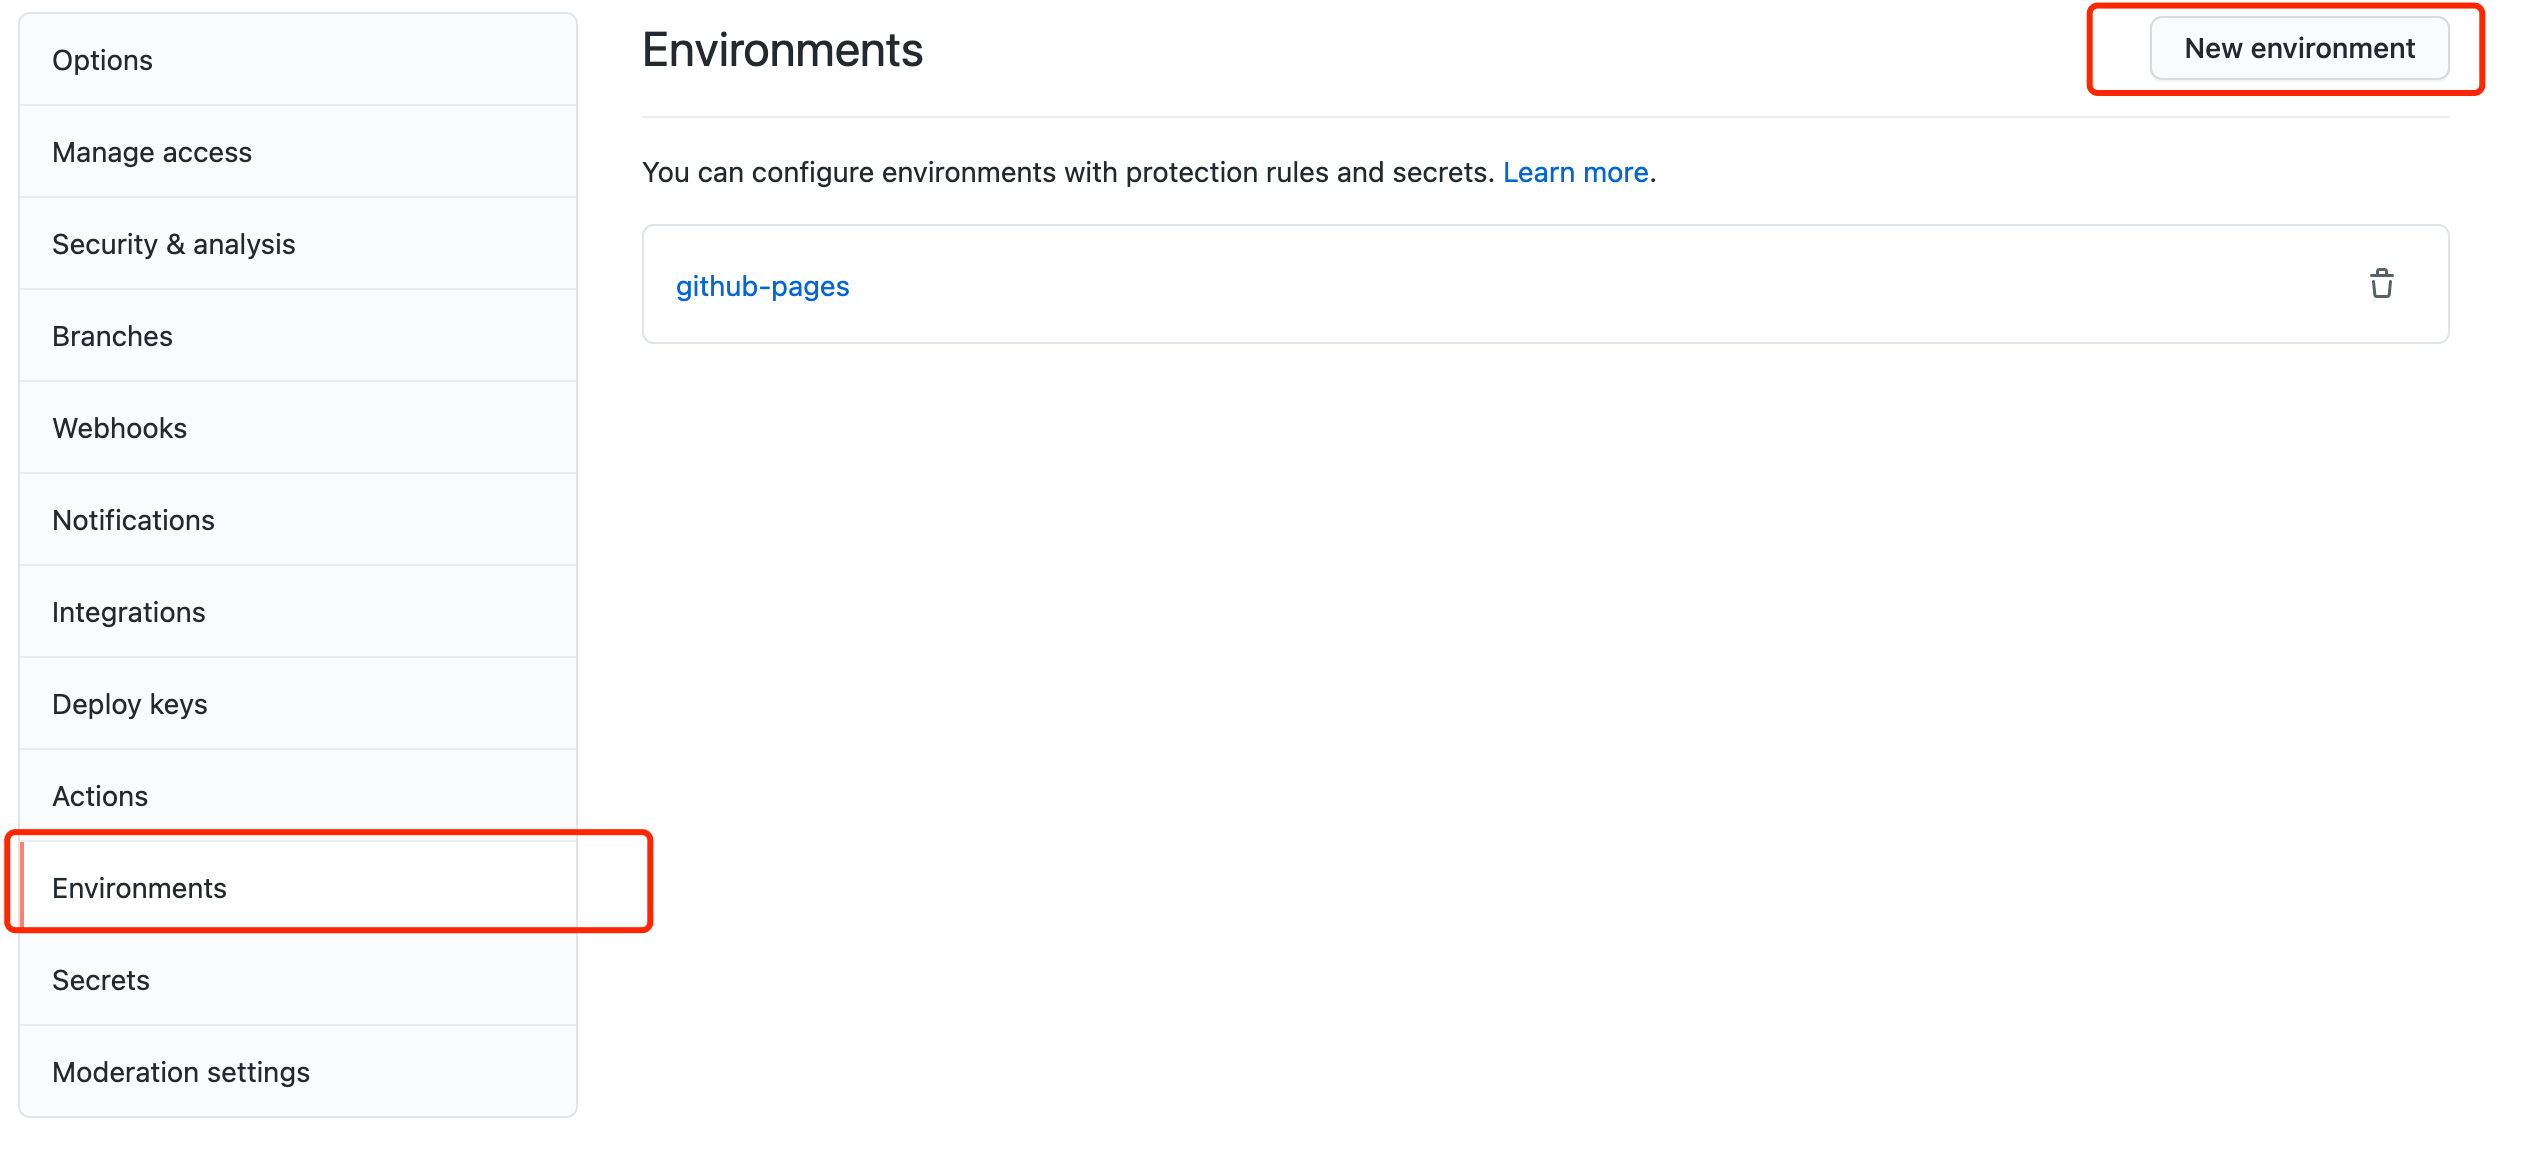 Options
Manage access
Security & analysis
Branches
Webhooks
Notifications
Integrations
Deploy keys
Actions
Environments
Secrets
Moderation settings
Environments
New environment
You can configure environments with protection rules and secrets. Learn more.
github-pages